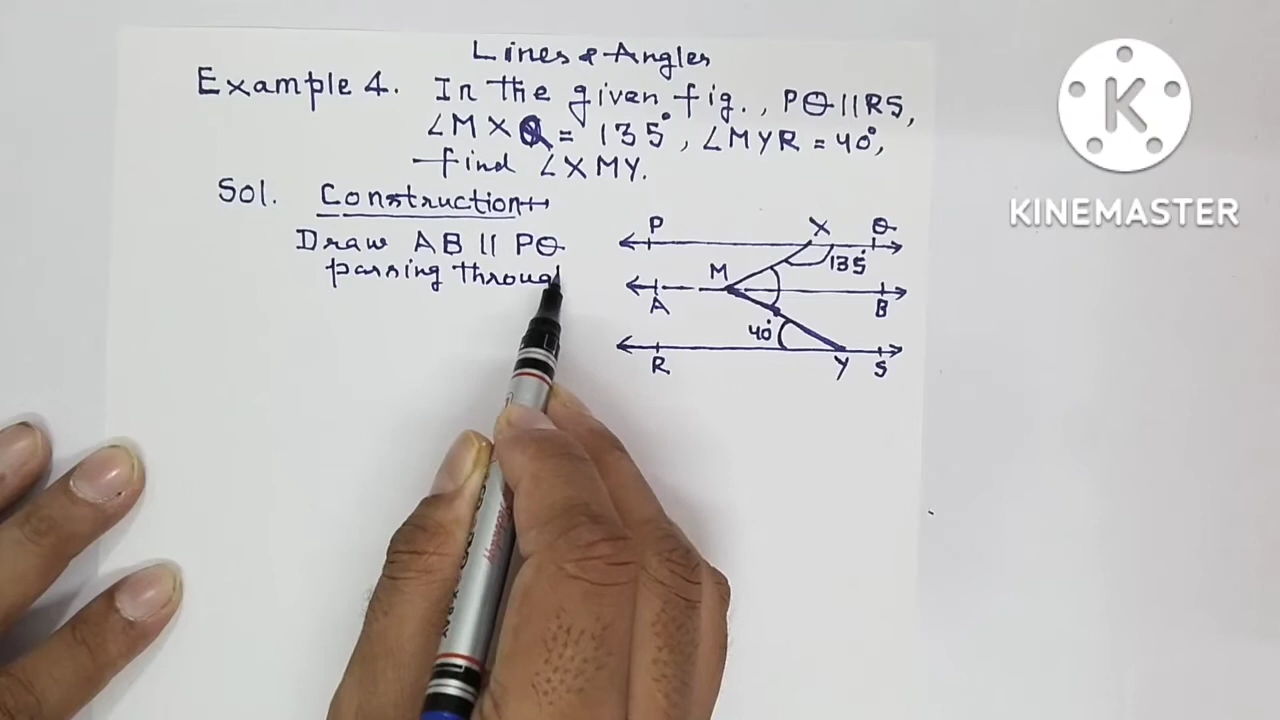 Lines & Angles
Example 4. In the given fig., PQ || RS,
∠MXQ = 135°, ∠MYR = 40°,
find ∠XMY.
Sol. Construction
Draw AB || PQ
passing throug
P X Q
135°
M
A B
40°
R Y S
K
KINEMASTER